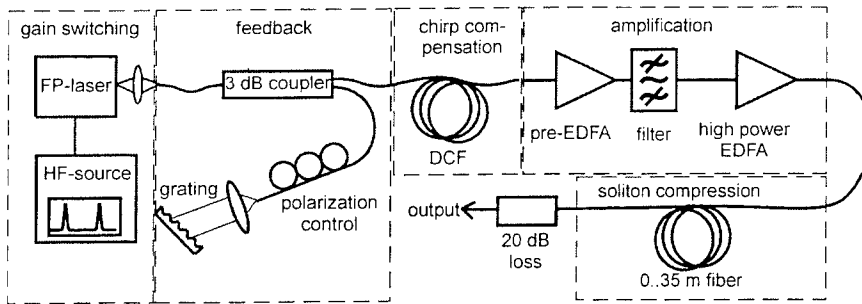 gain switching
FP-laser
HF-source
feedback
3 dB coupler
grating
polarization
control
chirp com-
pensation
DCF
amplification
pre-EDFA
filter
high power
EDFA
soliton compression
0..35 m fiber
output
20 dB
loss